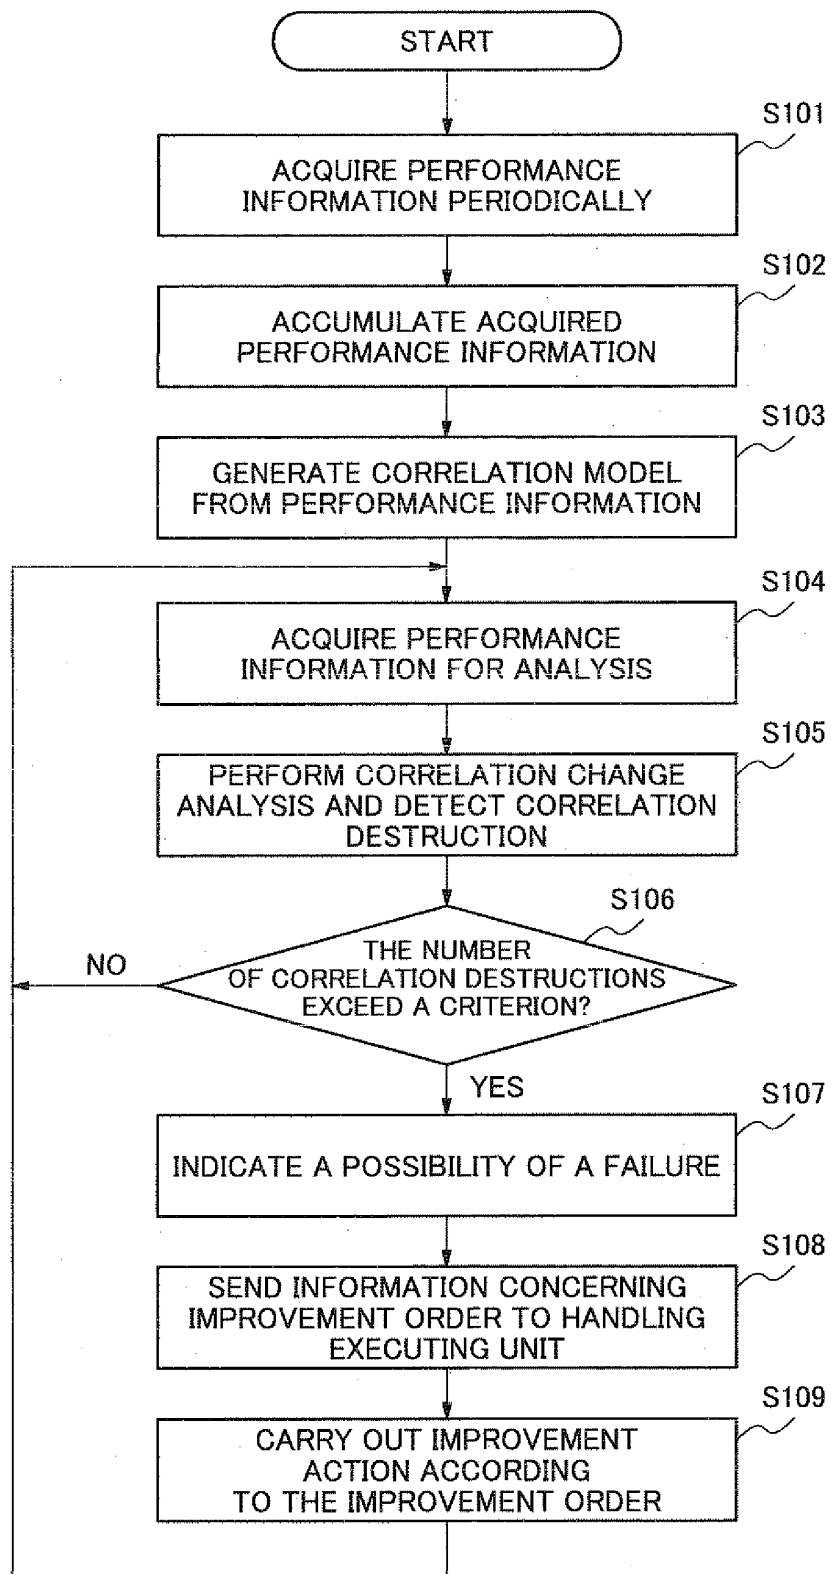 START
S101
ACQUIRE PERFORMANCE
INFORMATION PERIODICALLY
S102
ACCUMULATE ACQUIRED
PERFORMANCE INFORMATION
S103
GENERATE CORRELATION MODEL
FROM PERFORMANCE INFORMATION
S104
ACQUIRE PERFORMANCE
INFORMATION FOR ANALYSIS
S105
PERFORM CORRELATION CHANGE
ANALYSIS AND DETECT CORRELATION
DESTRUCTION
S106
THE NUMBER
OF CORRELATION DESTRUCTIONS
EXCEED A CRITERION?
NO
YES
S107
INDICATE A POSSIBILITY OF A FAILURE
S108
SEND INFORMATION CONCERNING
IMPROVEMENT ORDER TO HANDLING
EXECUTING UNIT
S109
CARRY OUT IMPROVEMENT
ACTION ACCORDING
TO THE IMPROVEMENT ORDER